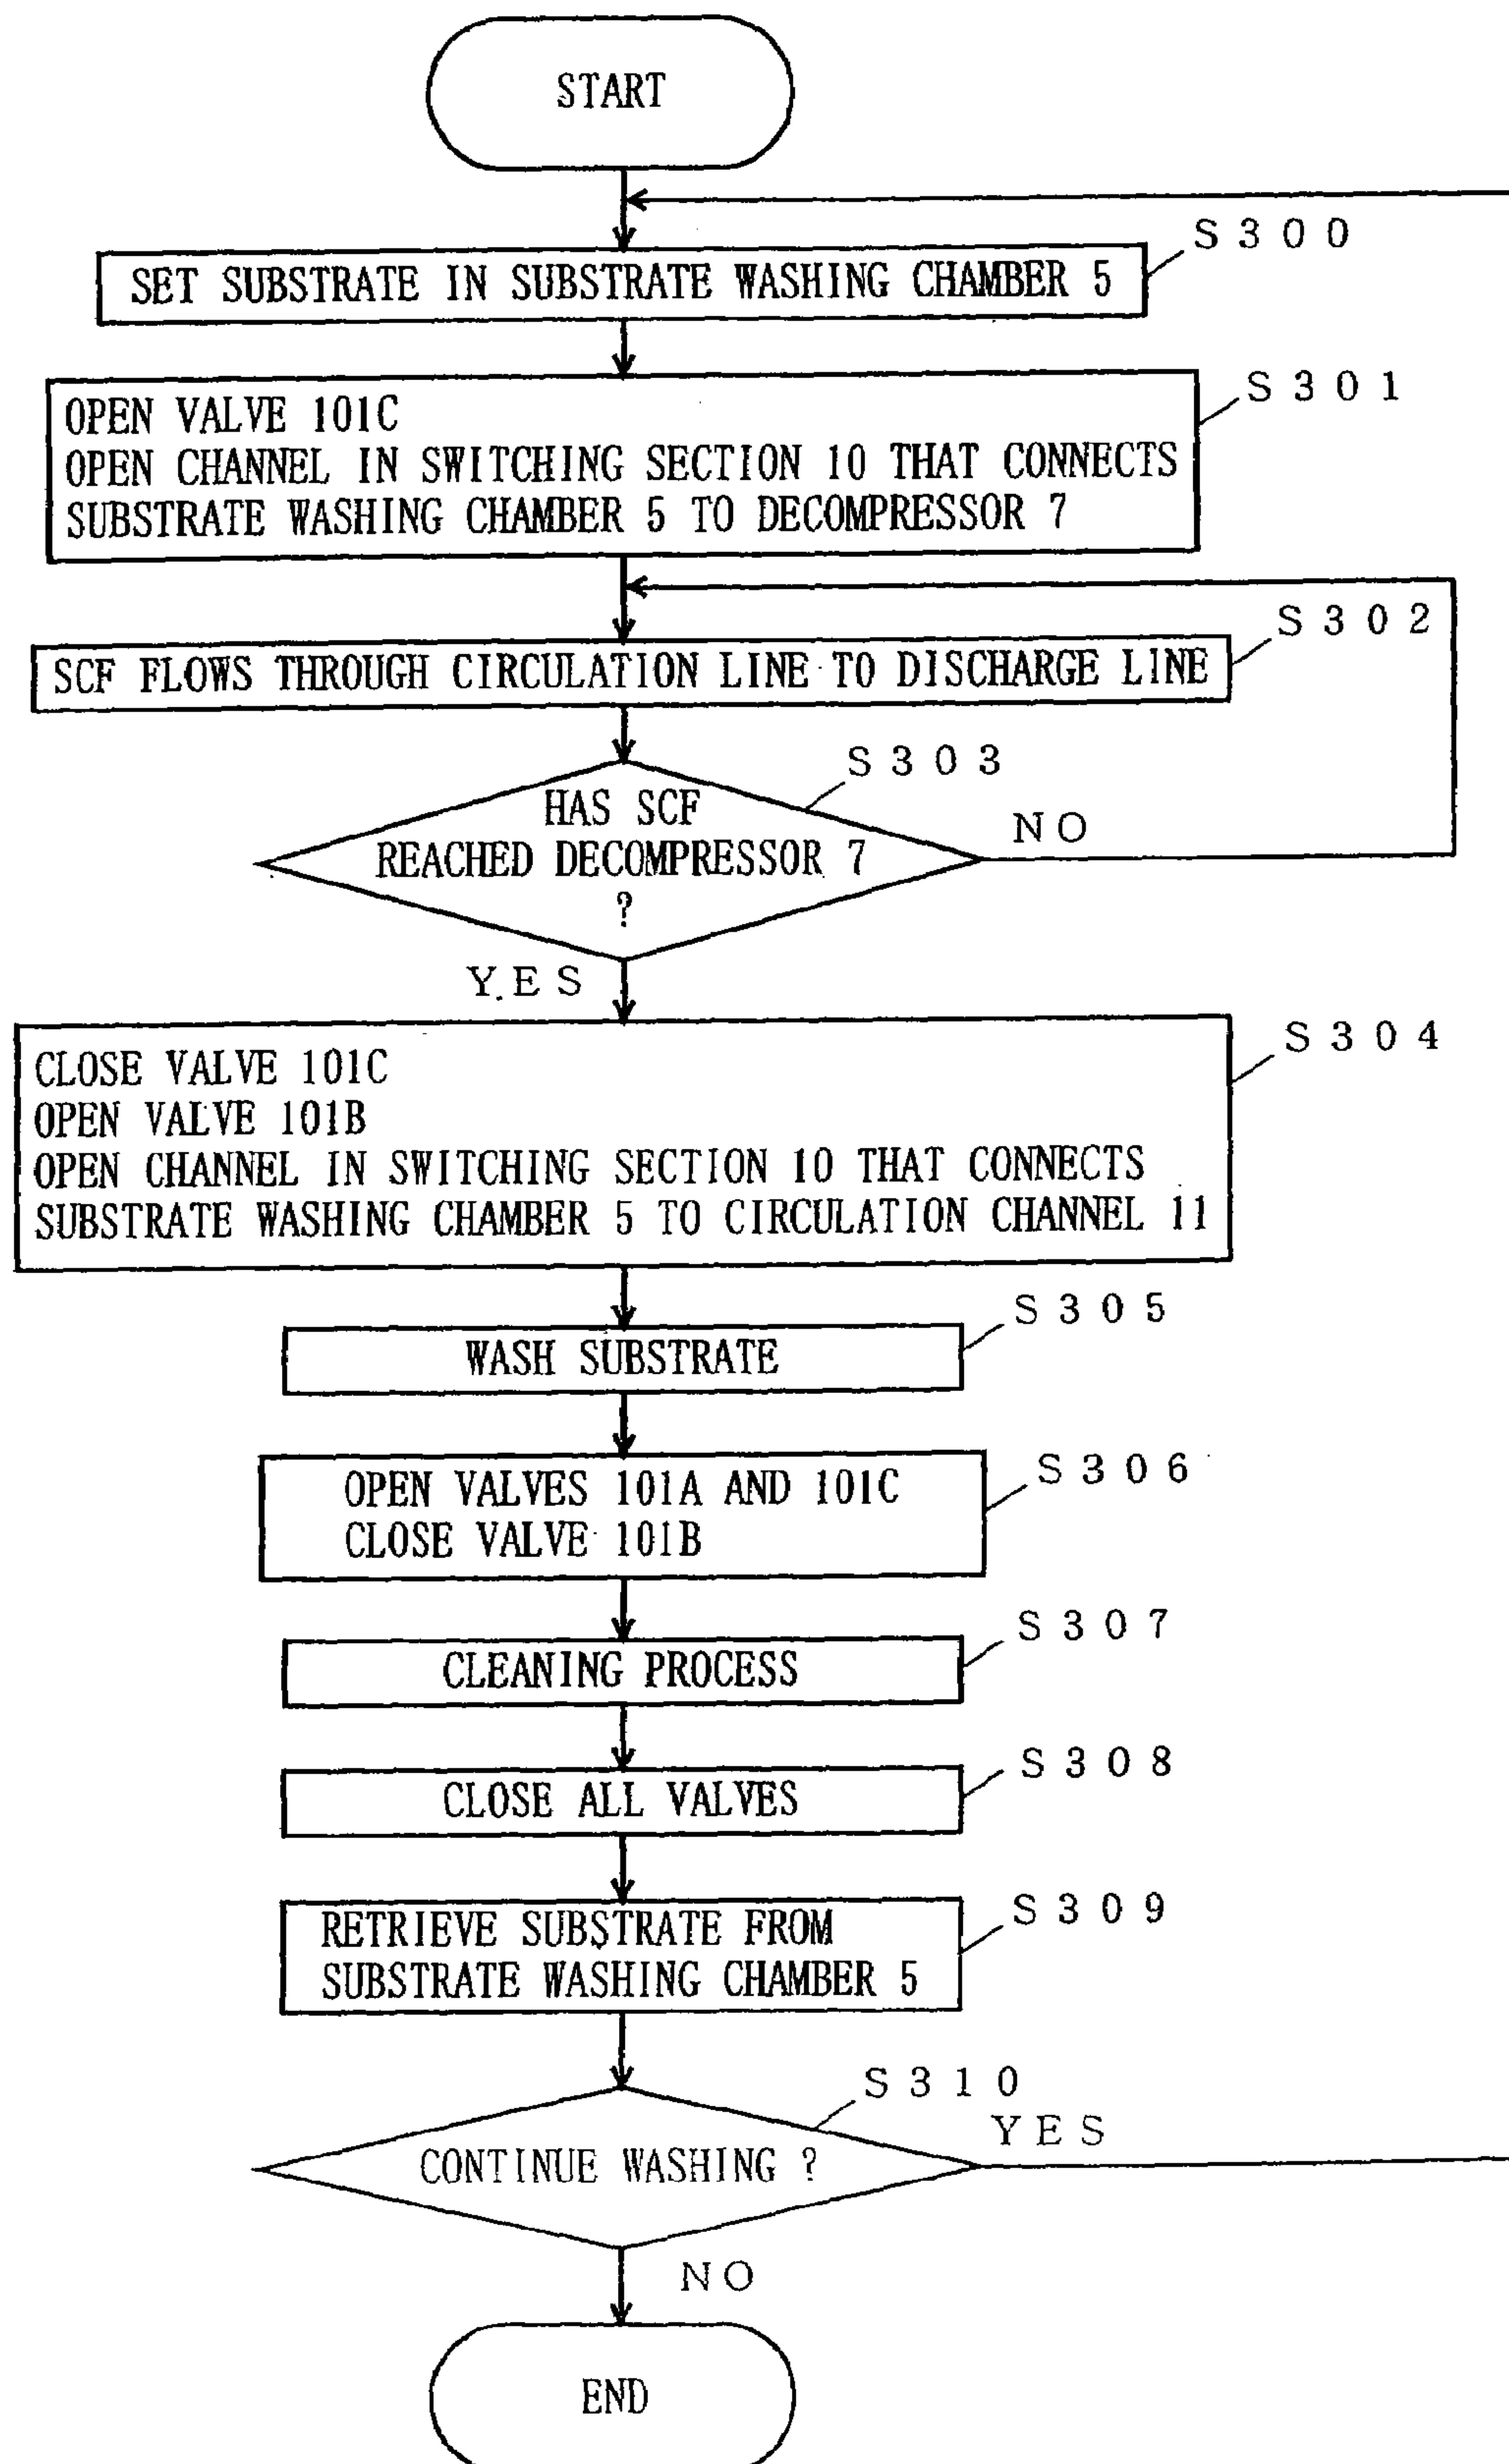 START
S300
SET SUBSTRATE IN SUBSTRATE WASHING CHAMBER 5
S301
OPEN VALVE 101C
OPEN CHANNEL IN SWITCHING SECTION 10 THAT CONNECTS
SUBSTRATE WASHING CHAMBER 5 TO DECOMPRESSOR 7
S302
SCF FLOWS THROUGH CIRCULATION LINE TO DISCHARGE LINE
S303
HAS SCF
REACHED DECOMPRESSOR 7
?
NO
YES
S304
CLOSE VALVE 101C
OPEN VALVE 101B
OPEN CHANNEL IN SWITCHING SECTION 10 THAT CONNECTS
SUBSTRATE WASHING CHAMBER 5 TO CIRCULATION CHANNEL 11
S305
WASH SUBSTRATE
S306
OPEN VALVES 101A AND 101C
CLOSE VALVE 101B
S307
CLEANING PROCESS
S308
CLOSE ALL VALVES
S309
RETRIEVE SUBSTRATE FROM
SUBSTRATE WASHING CHAMBER 5
S310
CONTINUE WASHING ?
YES
NO
END